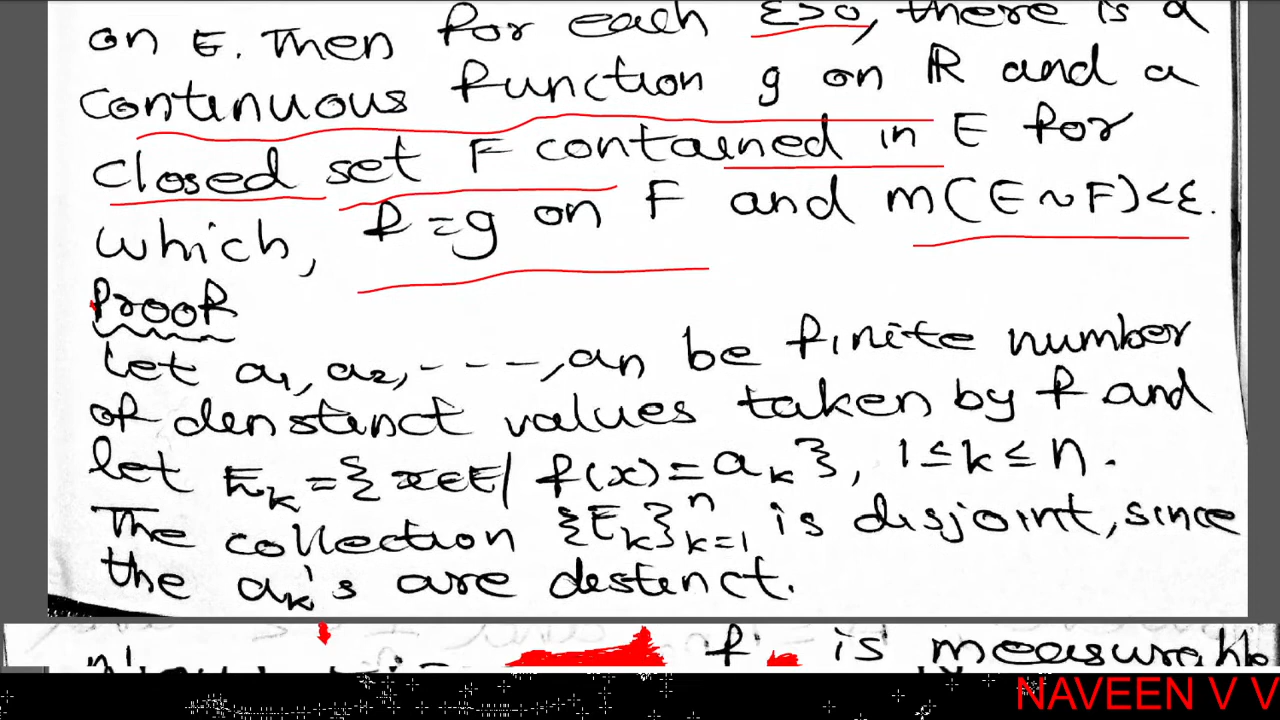 on E. Then for each ε>0, there is a
continuous function g on ℝ and a
closed set F contained in E for
which, f=g on F and m(E∼F)<ε.
Proof
Let a₁, a₂, - - - -, an be finite number
of denstenct values taken by f and
let Eₖ = {x∈E| f(x)=aₖ}, 1≤k≤n.
The collection {Eₖ}ⁿₖ₌₁ is disjoint, since
the aₖ's are destenct.
f is measurable
NAVEEN V V